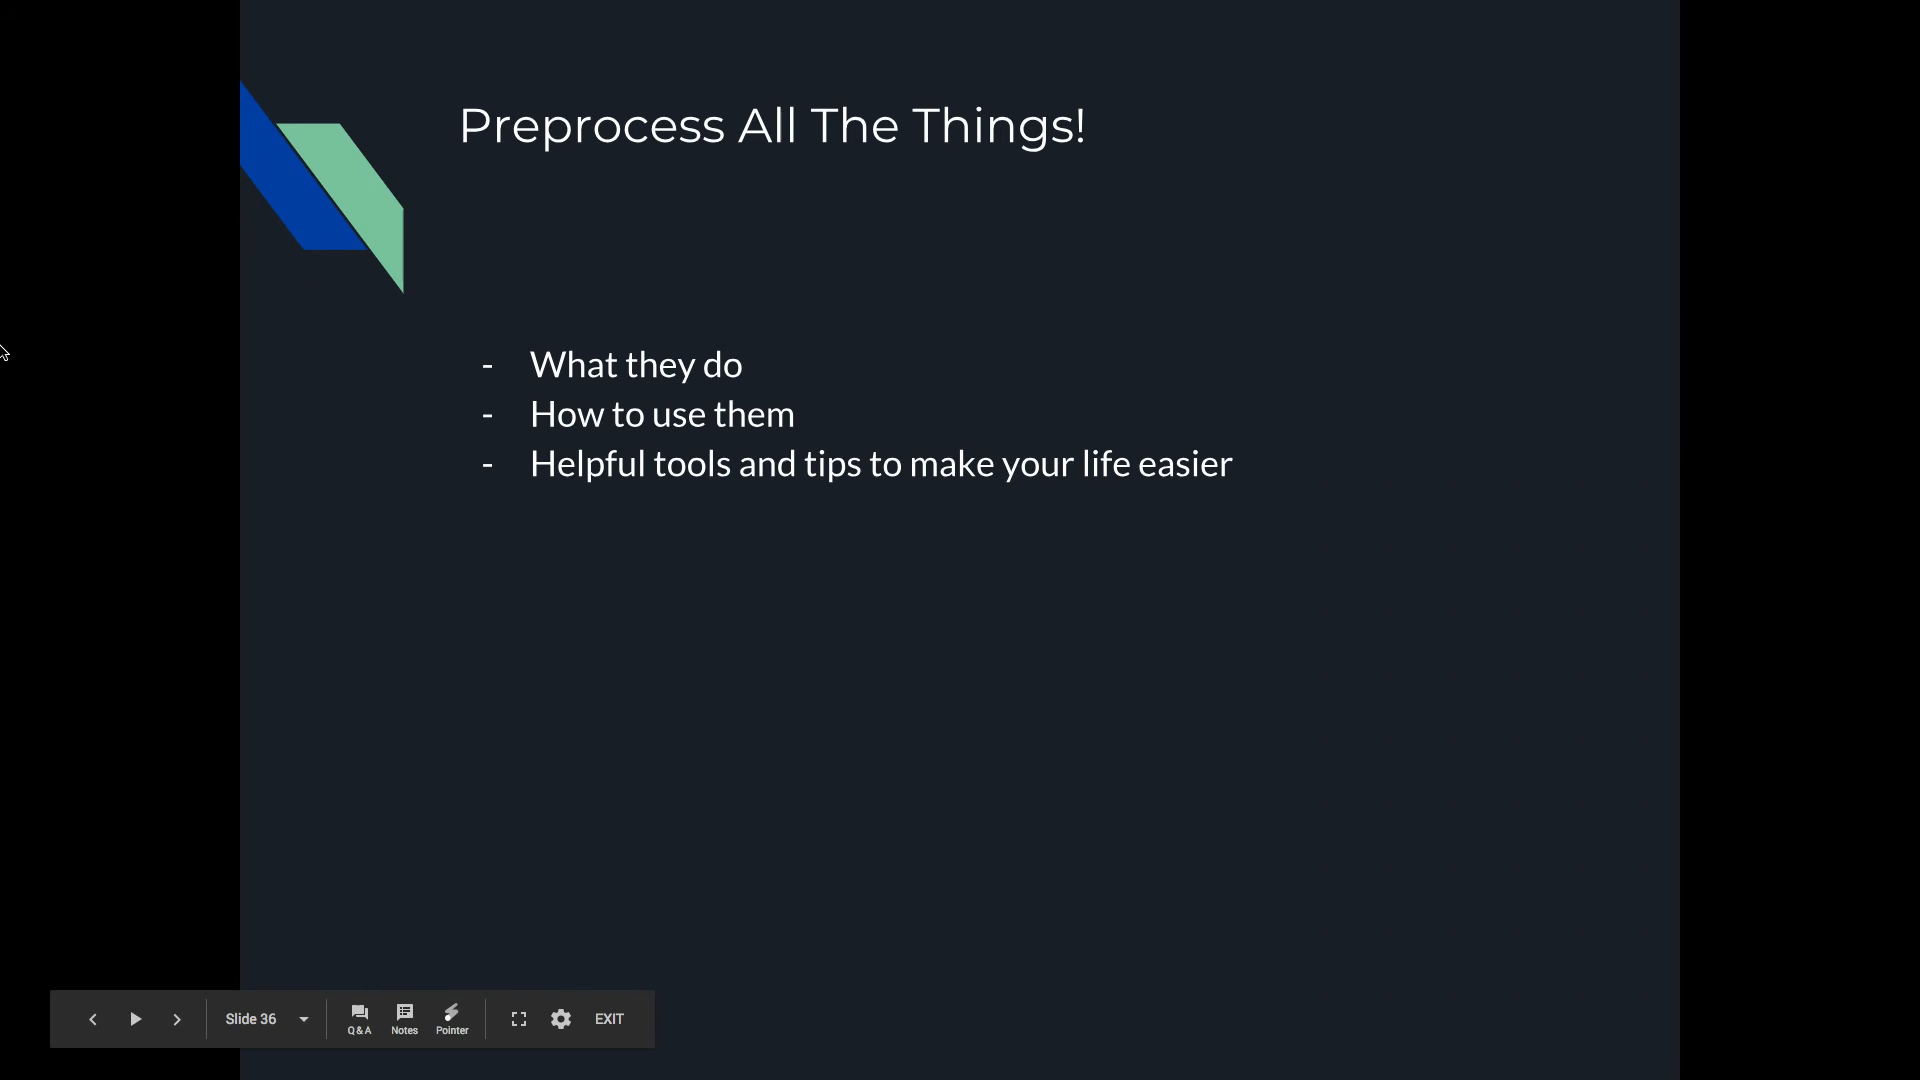 Preprocess All The Things!
- What they do
- How to use them
- Helpful tools and tips to make your life easier
Slide 36
Q & A
Notes
Pointer
EXIT